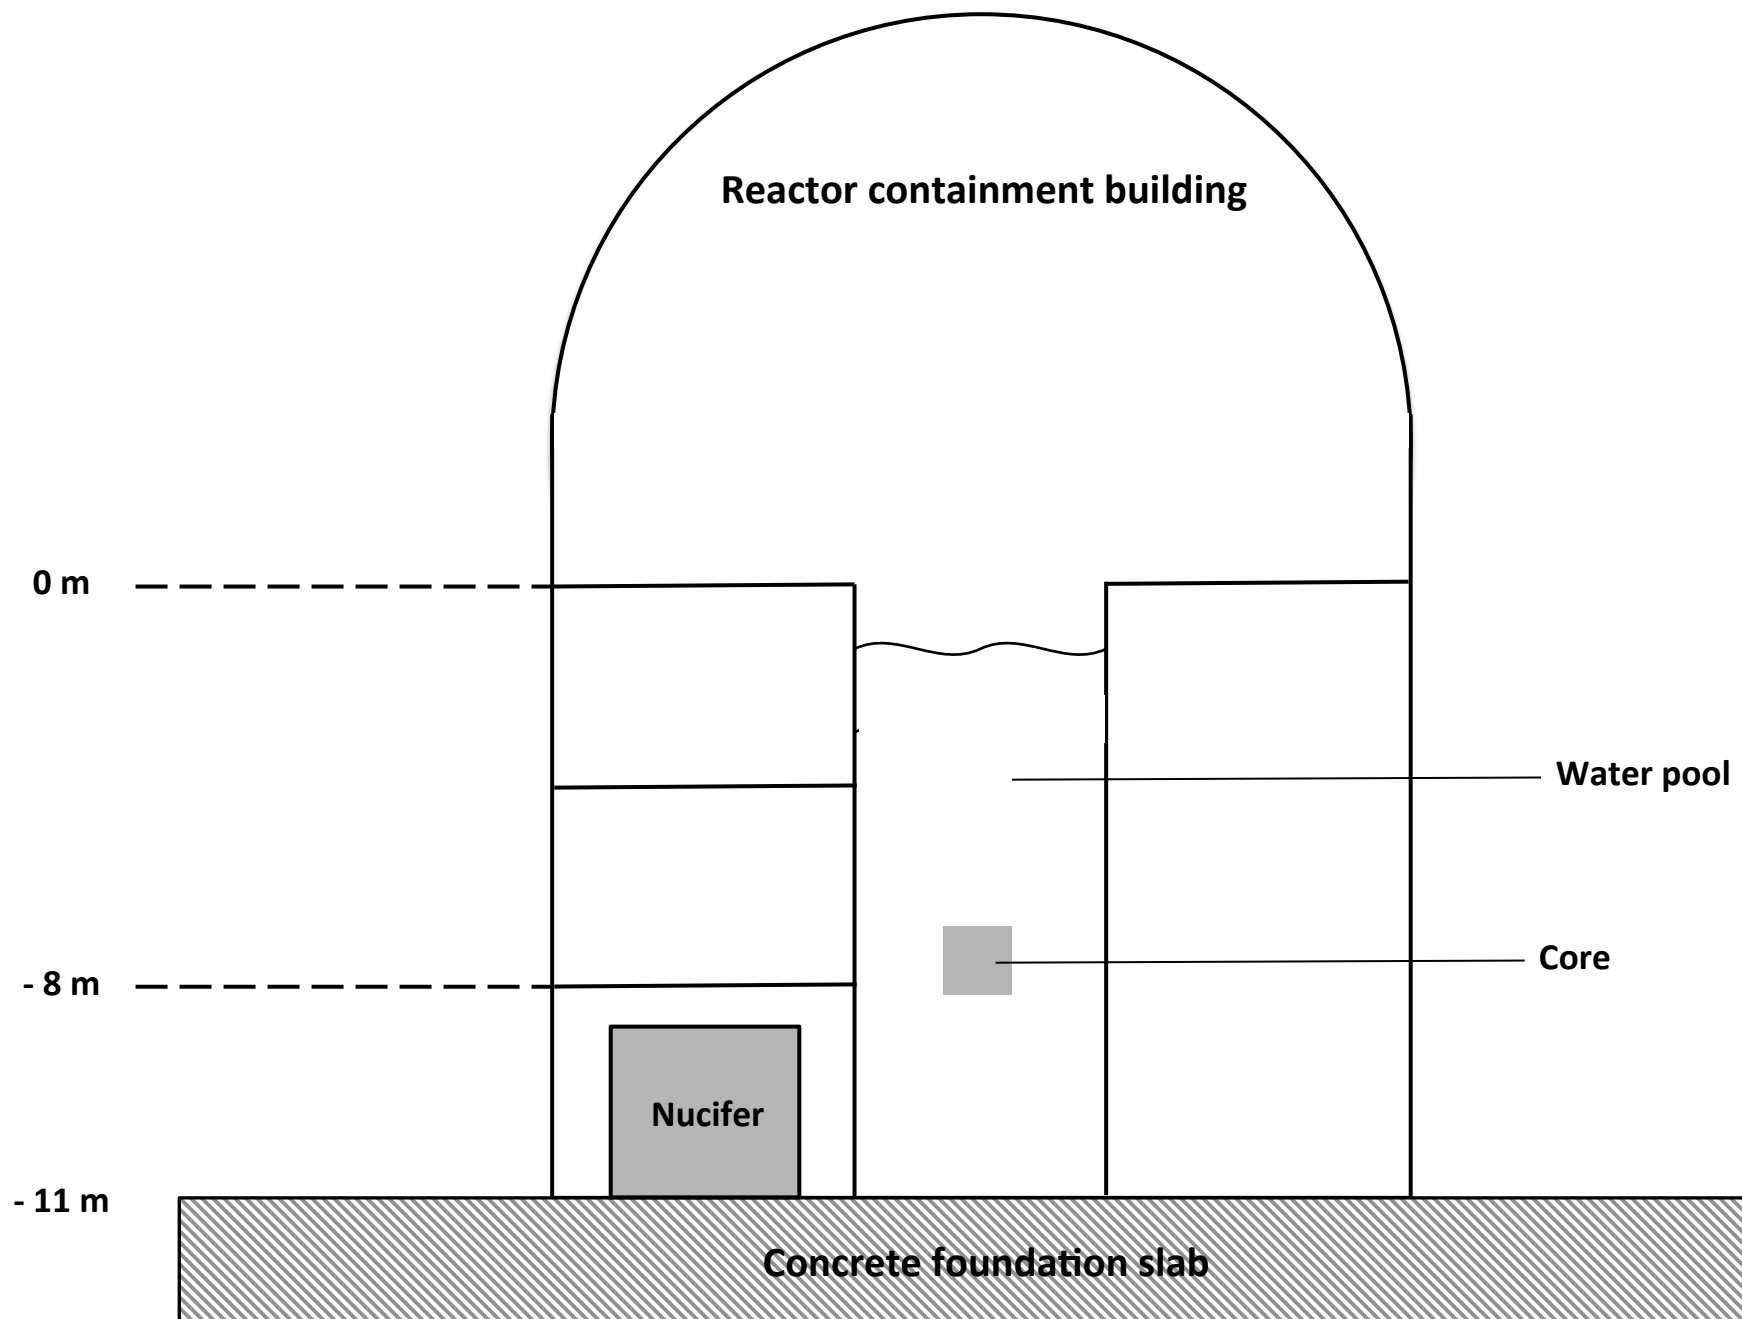 Reactor containment building
0 m
Water pool
Core
- 8 m
Nucifer
- 11 m
Concrete foundation slab